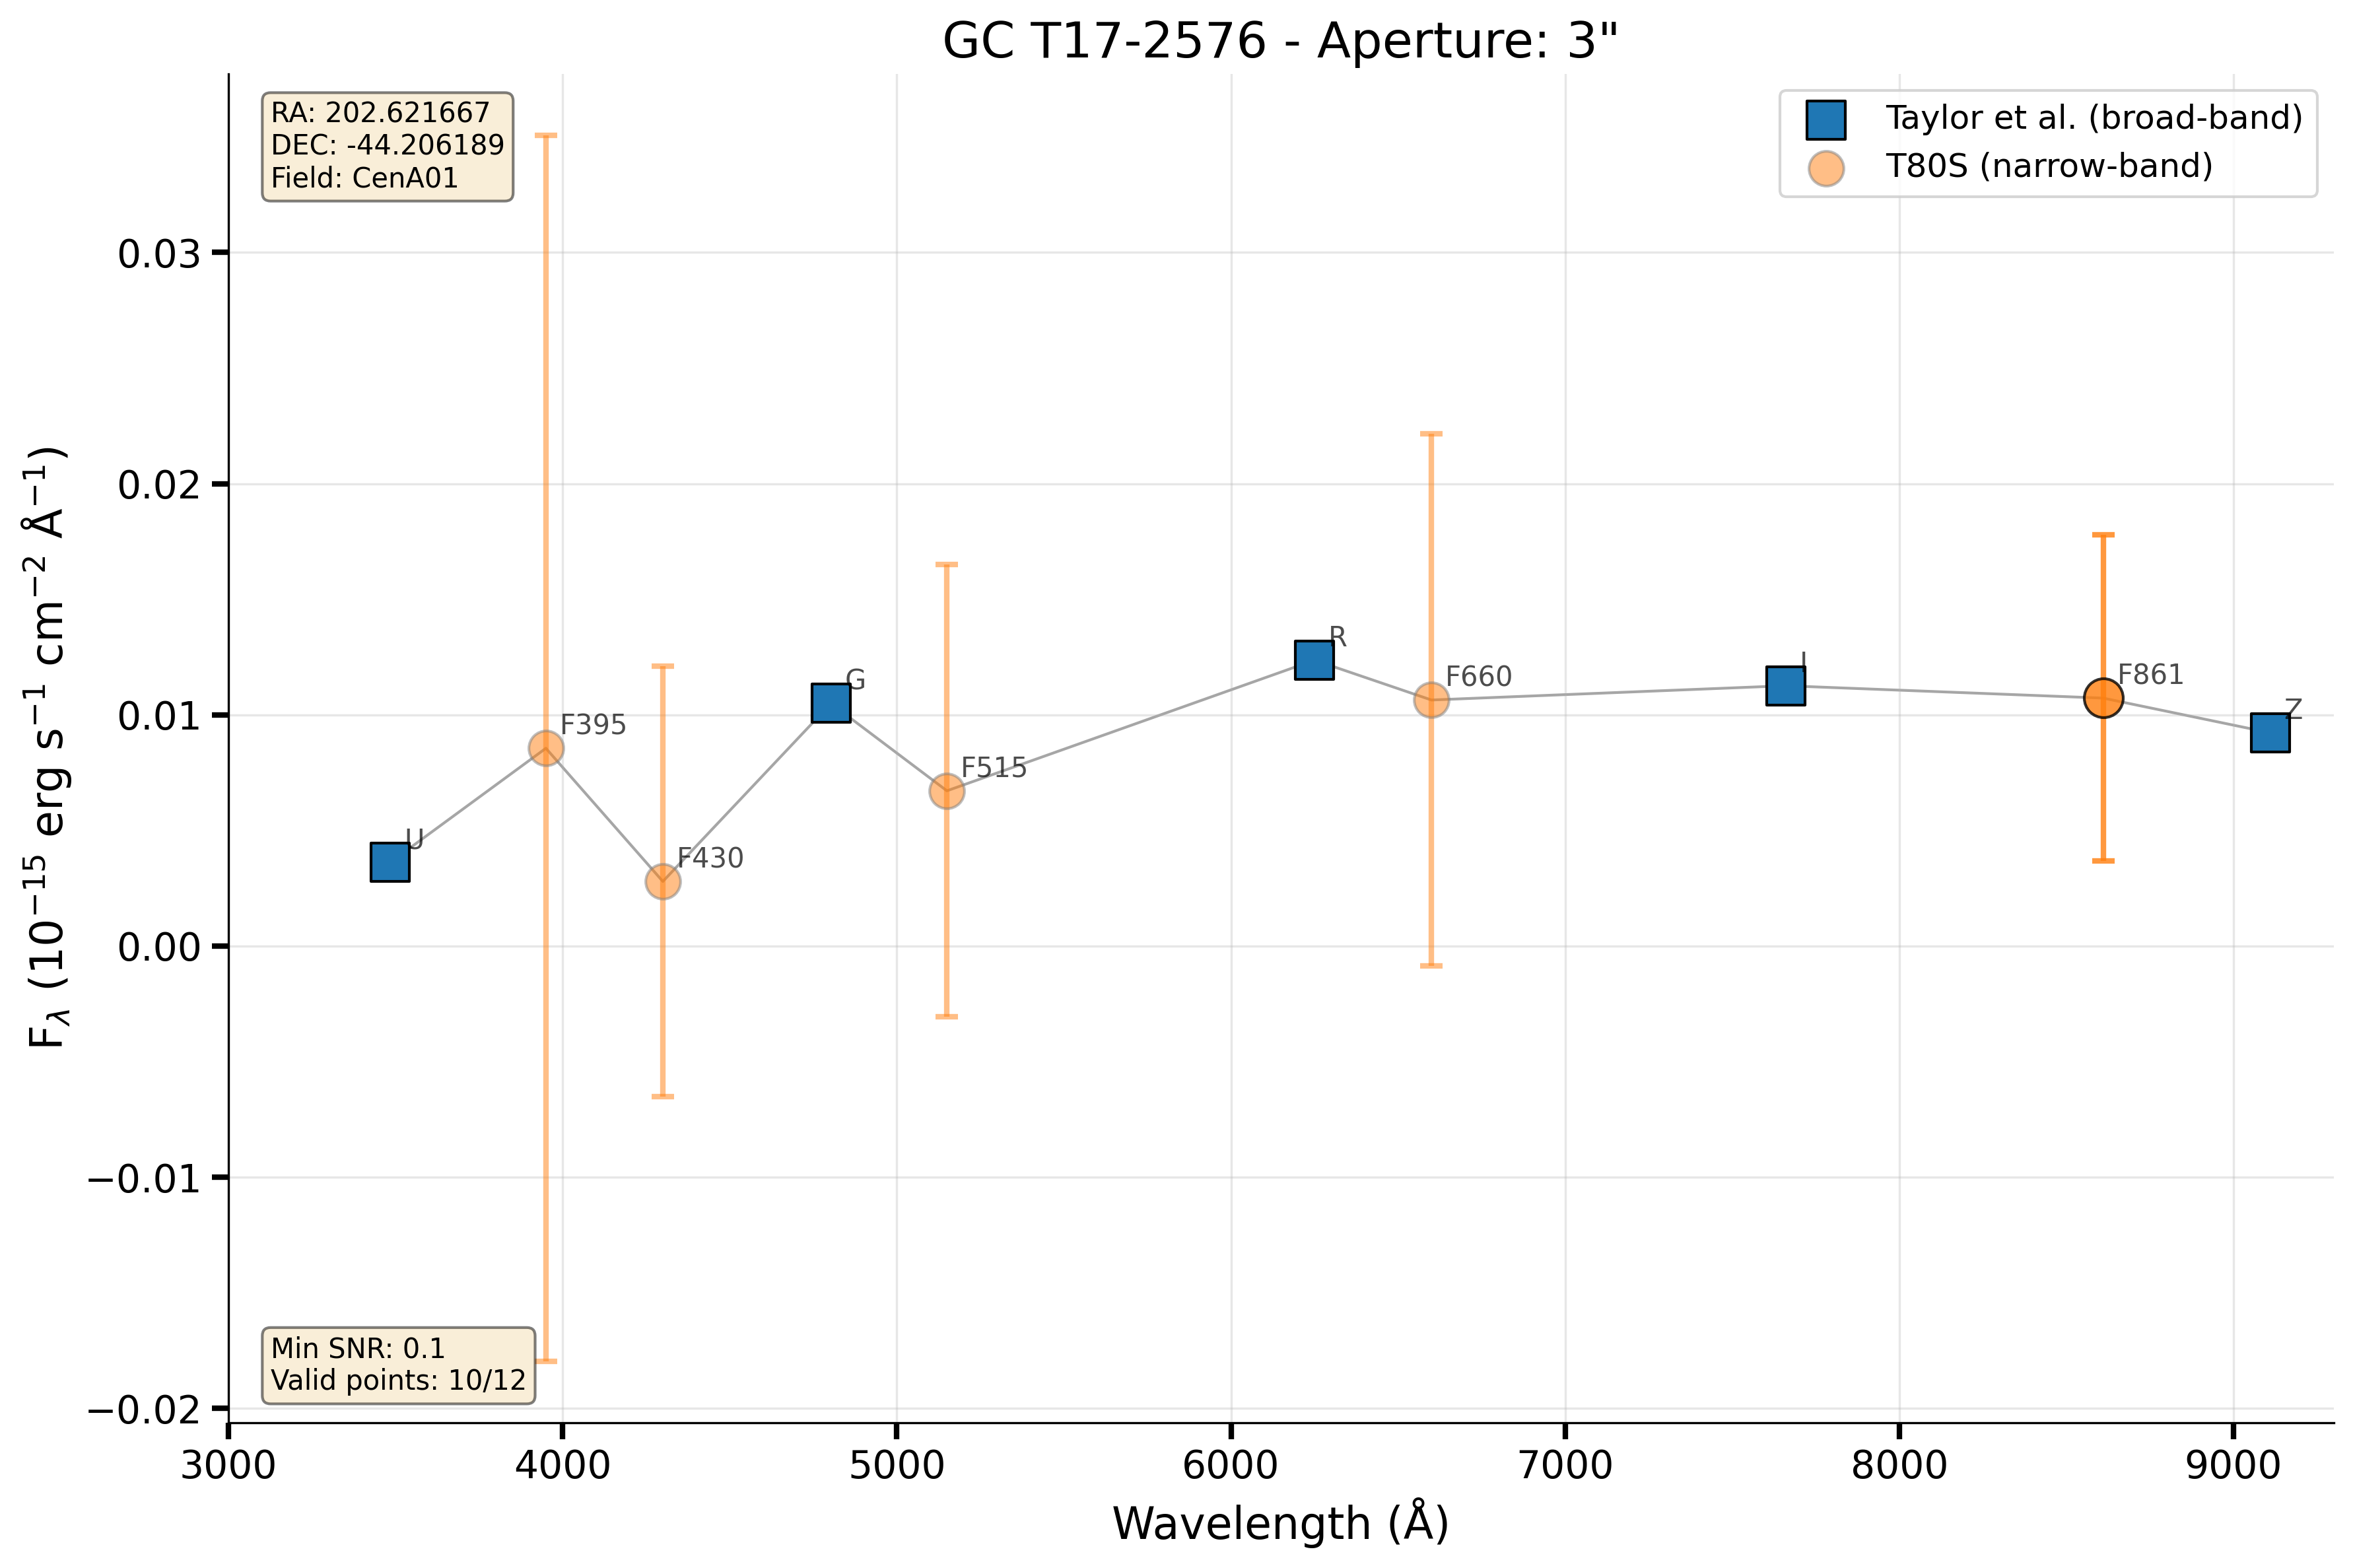 GC T17-2576 - Aperture: 3"
RA: 202.621667
DEC: -44.206189
Field: CenA01
Taylor et al. (broad-band)
T80S (narrow-band)
0.03
0.02
0.01
0.00
−0.01
−0.02
F_λ (10⁻¹⁵ erg s⁻¹ cm⁻² Å⁻¹)
U
F395
F430
G
F515
R
F660
I
F861
Z
Min SNR: 0.1
Valid points: 10/12
3000 4000 5000 6000 7000 8000 9000
Wavelength (Å)